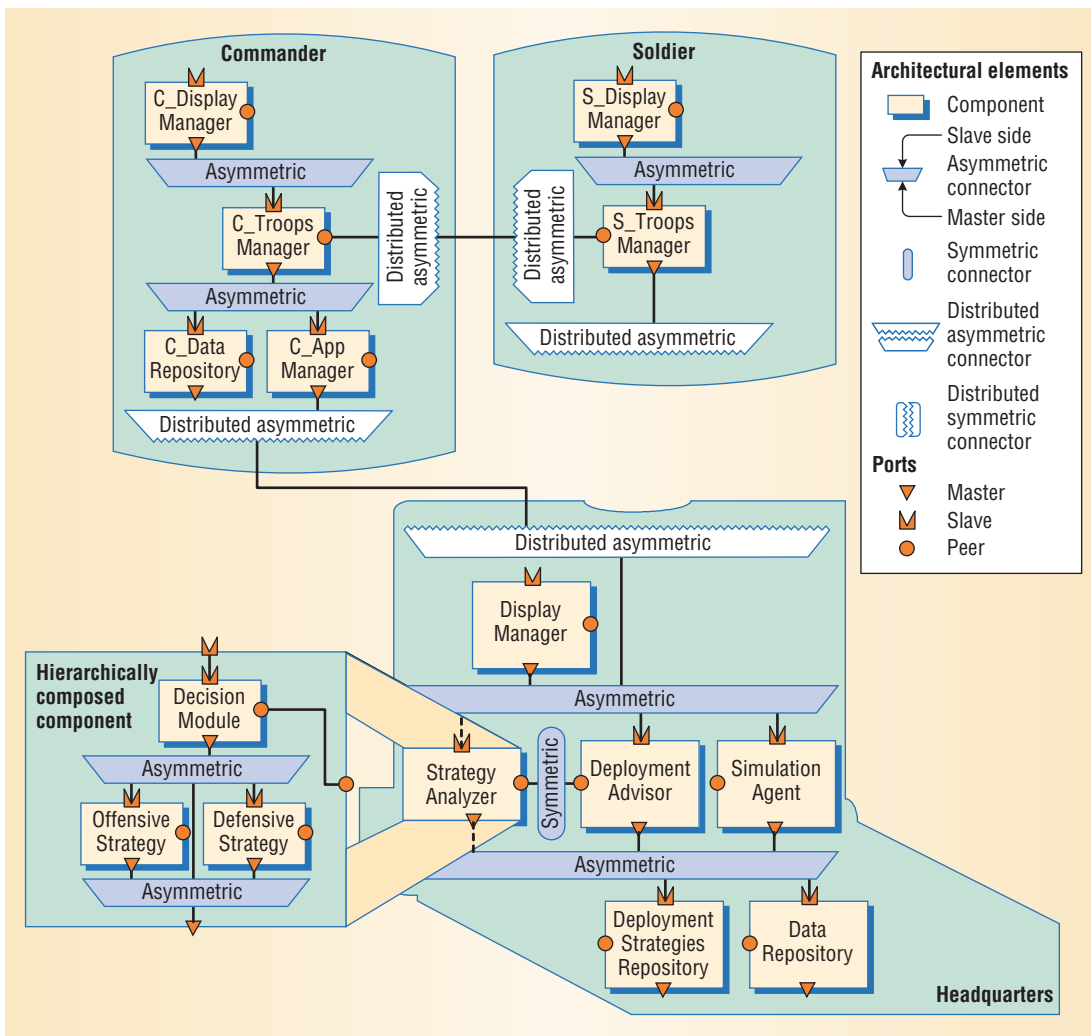 Commander
C_Display
Manager
Asymmetric
C_Troops
Manager
Distributed
asymmetric
Asymmetric
C_Data
Repository
C_App
Manager
Distributed asymmetric
Soldier
S_Display
Manager
Asymmetric
Distributed
asymmetric
S_Troops
Manager
Distributed asymmetric
Architectural elements
Component
Slave side
Asymmetric
connector
Master side
Symmetric
connector
Distributed
asymmetric
connector
Distributed
symmetric
connector
Ports
Master
Slave
Peer
Distributed asymmetric
Display
Manager
Asymmetric
Strategy
Analyzer
Symmetric
Deployment
Advisor
Simulation
Agent
Asymmetric
Deployment
Strategies
Repository
Data
Repository
Headquarters
Hierarchically
composed
component
Decision
Module
Asymmetric
Offensive
Strategy
Defensive
Strategy
Asymmetric